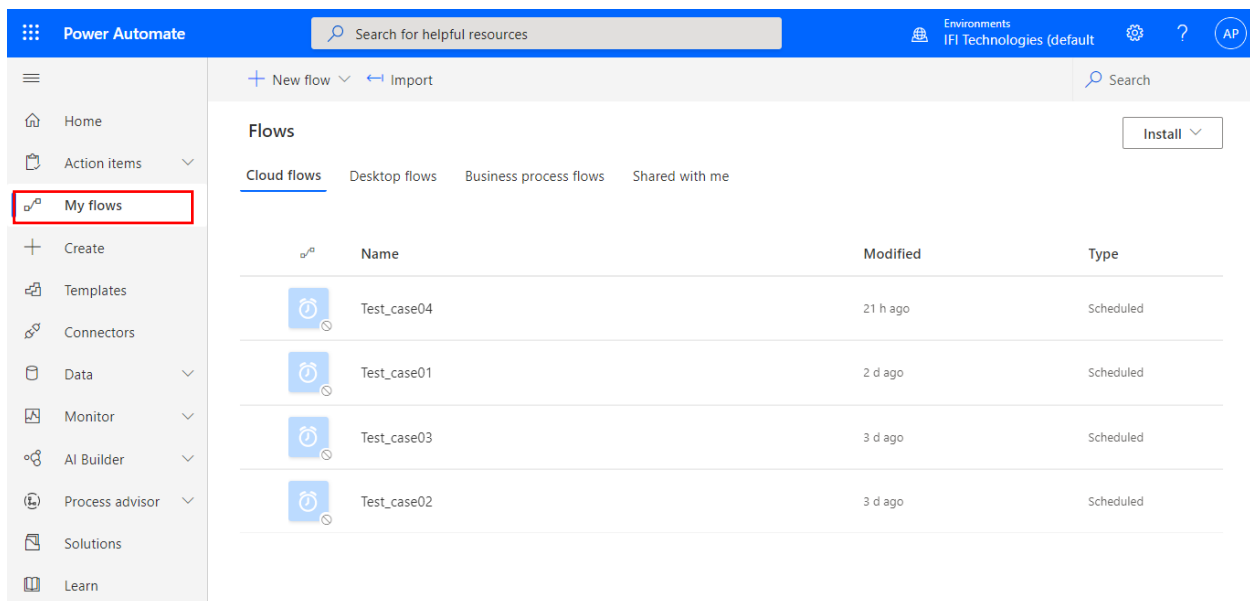 Power Automate
Search for helpful resources
Environments
IFI Technologies (default
?
AP
New flow
Import
Search
Home
Action items
My flows
Create
Templates
Connectors
Data
Monitor
AI Builder
Process advisor
Solutions
Learn
Flows
Install
Cloud flows Desktop flows Business process flows Shared with me
Name Modified Type
Test_case04 21 h ago Scheduled
Test_case01 2 d ago Scheduled
Test_case03 3 d ago Scheduled
Test_case02 3 d ago Scheduled